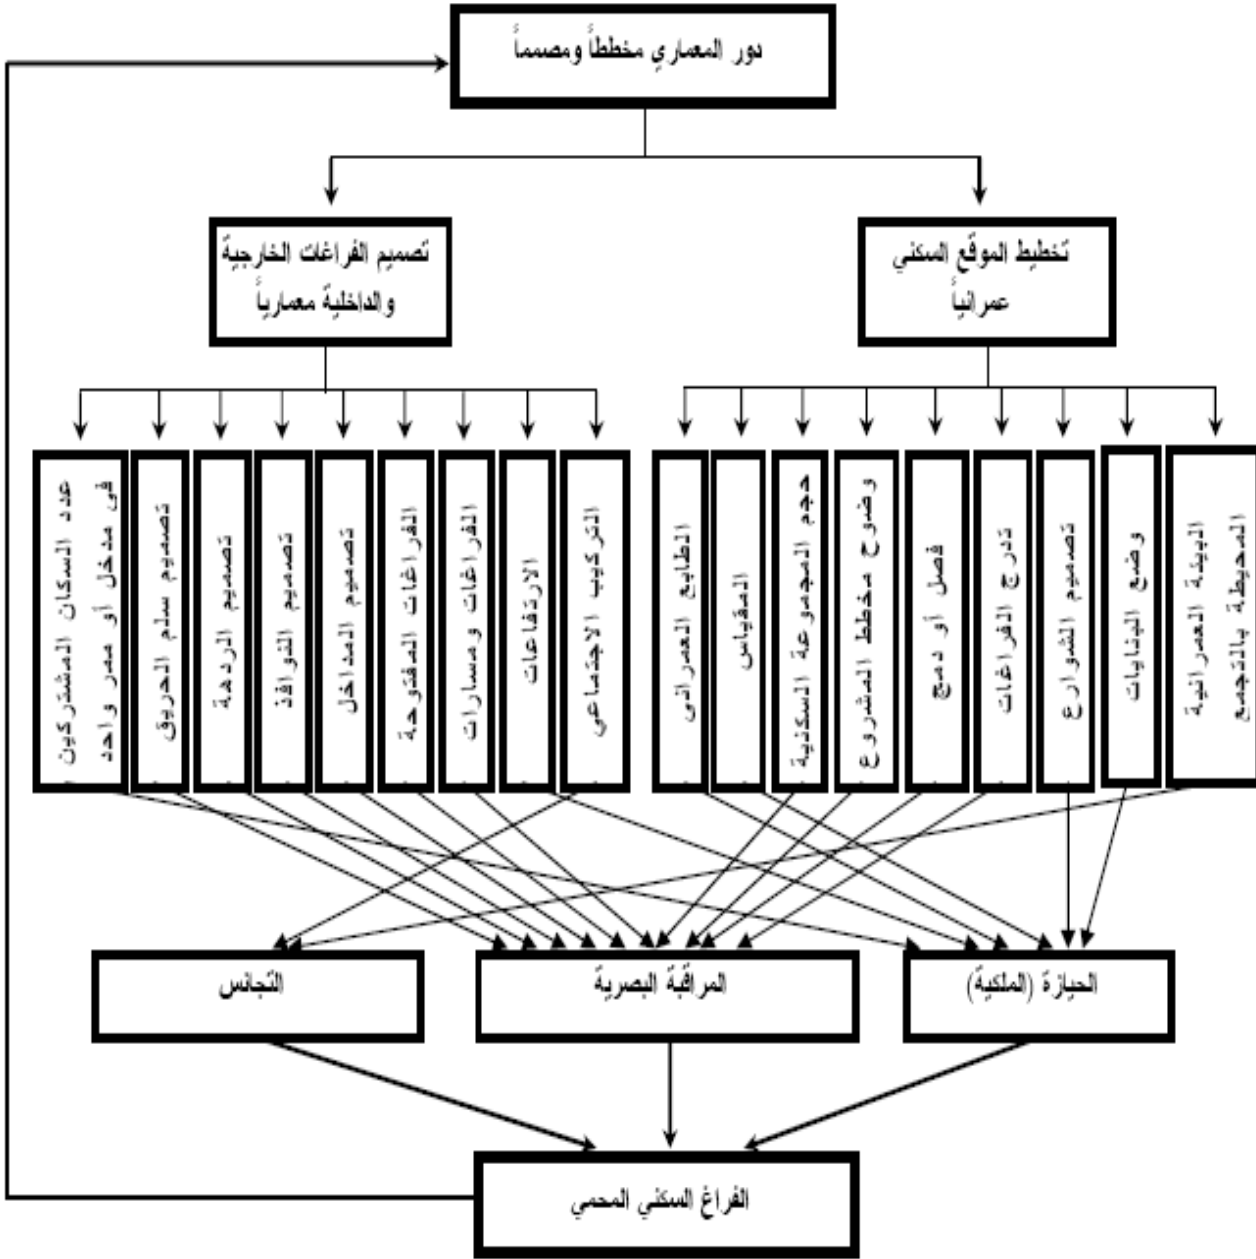 دور المعماري مخططاً ومصمماً
تخطيط الموقع السكني
عمرانياً
تصميم الفراغات الخارجية
والداخلية معمارياً
البيئة العمرانية
المحيطة بالتجمع
وضع البنايات
تصميم الشوارع
تدرج الفراغات
فصل أو دمج
وضوح مخطط المشروع
حجم المجموعة السكنية
المقياس
الطابع العمرانى
التركيب الاجتماعي
الارتفاعات
الفراغات ومسارات
الفراغات المفتوحة
تصميم المداخل
تصميم النوافذ
تصميم الردهة
تصميم سلم الحريق
عدد السكان المشتركين
فى مدخل أو ممر واحد
الحيازة (الملكية)
المراقبة البصرية
التجانس
الفراغ السكني المحمي